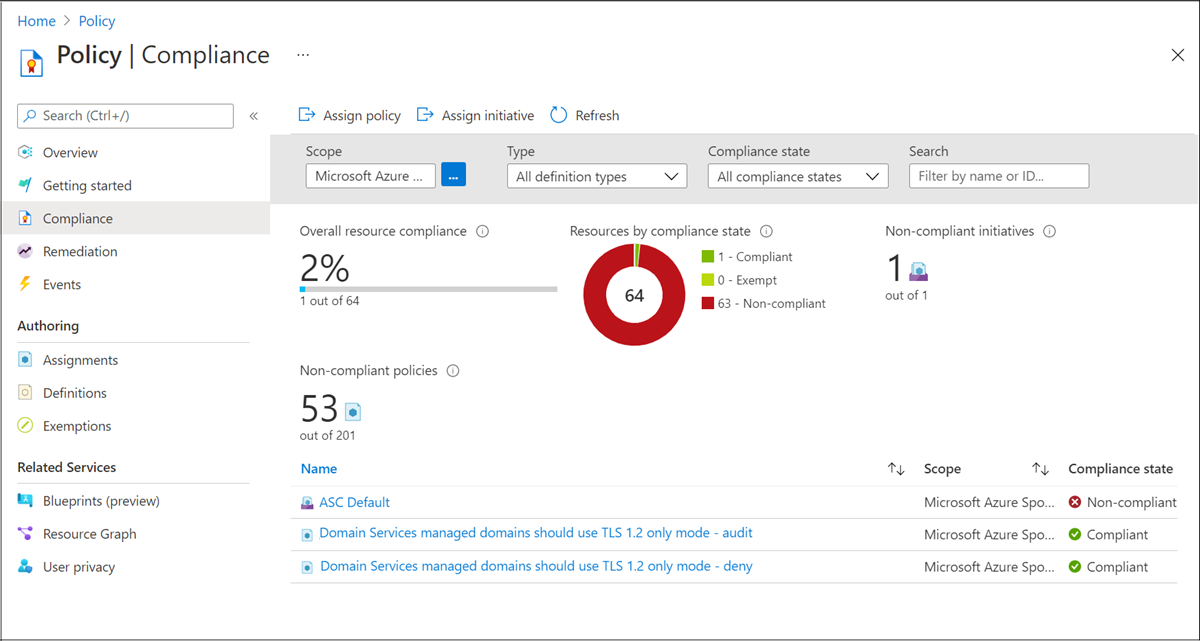 Home > Policy
Policy | Compliance ...
Search (Ctrl+/) «
Overview
Getting started
Compliance
Remediation
Events
Authoring
Assignments
Definitions
Exemptions
Related Services
Blueprints (preview)
Resource Graph
User privacy
Assign policy Assign initiative Refresh
Scope Type Compliance state Search
Microsoft Azure ... ... All definition types All compliance states Filter by name or ID...
Overall resource compliance
2%
1 out of 64
Resources by compliance state
64
1 - Compliant
0 - Exempt
63 - Non-compliant
Non-compliant initiatives
1
out of 1
Non-compliant policies
53
out of 201
Name ↑↓ Scope ↑↓ Compliance state
ASC Default Microsoft Azure Spo... Non-compliant
Domain Services managed domains should use TLS 1.2 only mode - audit Microsoft Azure Spo... Compliant
Domain Services managed domains should use TLS 1.2 only mode - deny Microsoft Azure Spo... Compliant